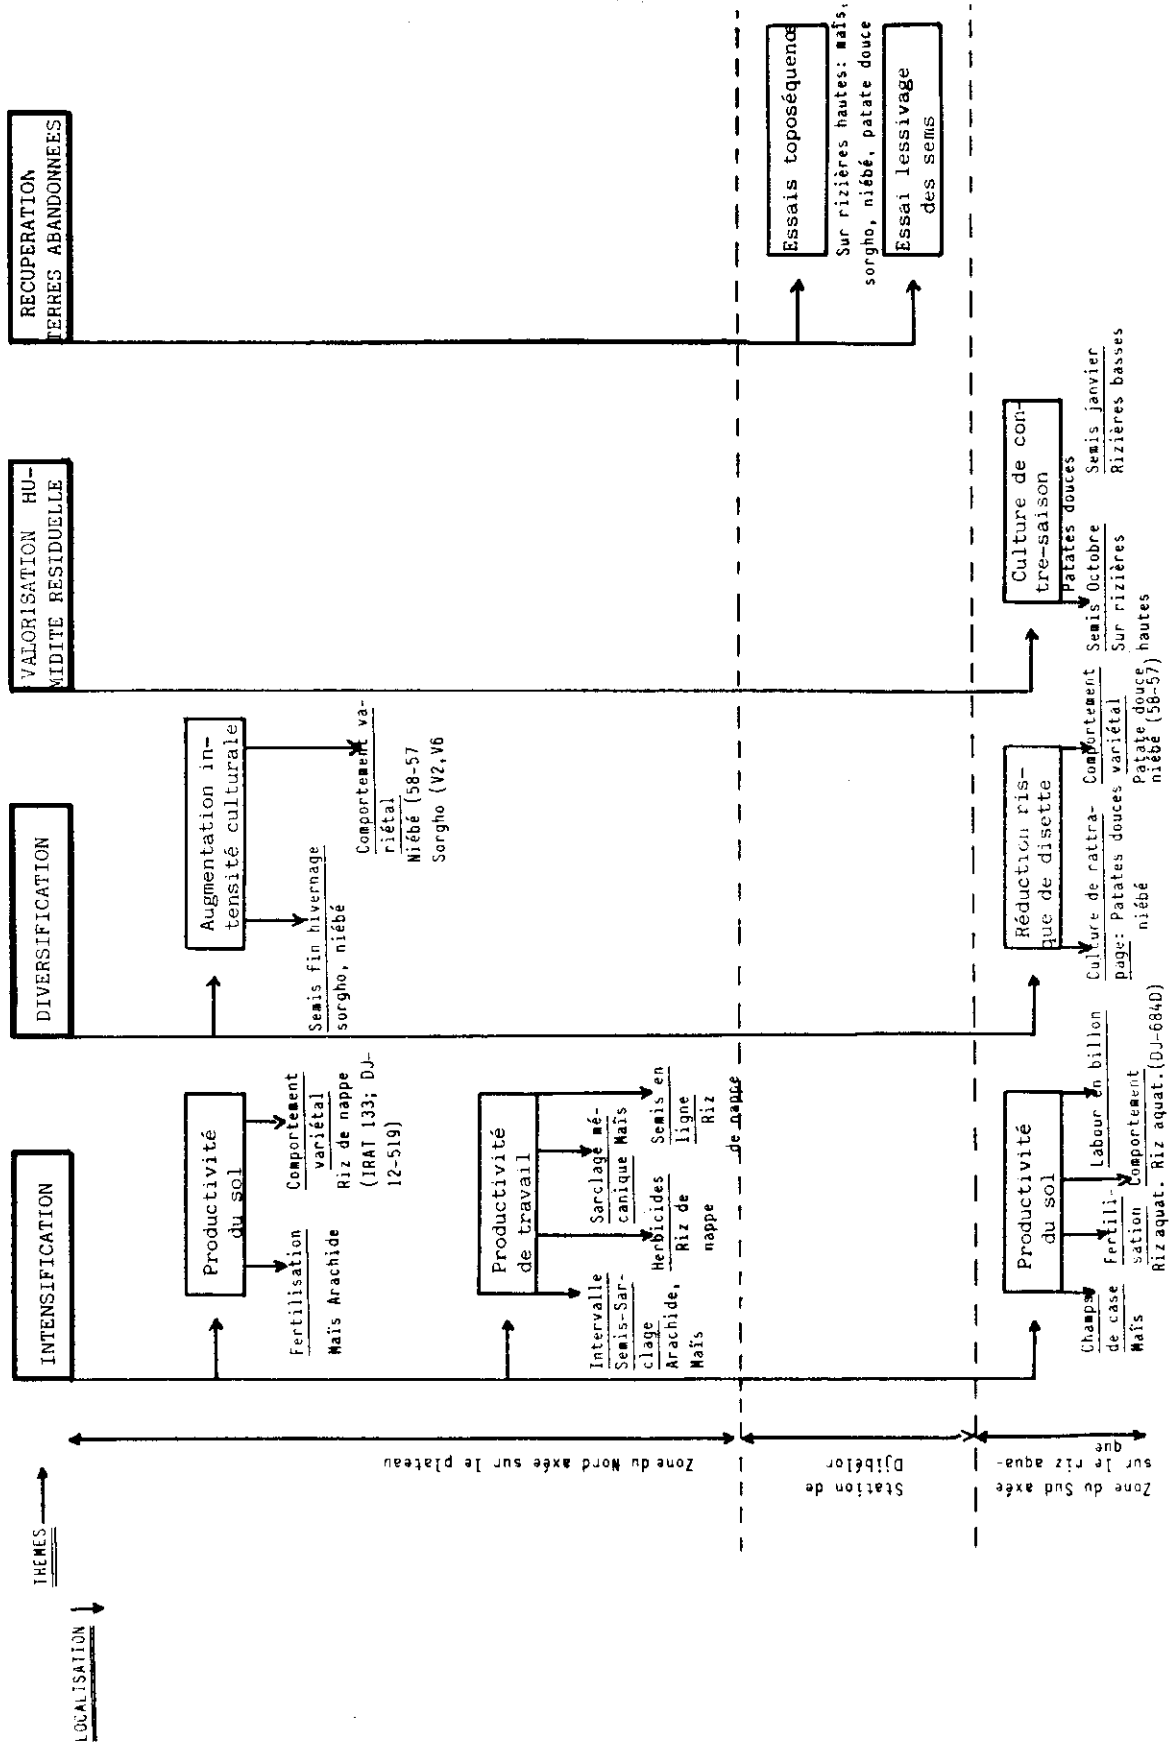 LOCALISATION
THEMES
INTENSIFICATION
DIVERSIFICATION
VALORISATION HU-
MIDITE RESIDUELLE
RECUPERATION
TERRES ABANDONNEES
Zone du Nord axée sur le plateau
Productivité
du sol
Fertilisation
Maïs Arachide
Comportement
variétal
Riz de nappe
(IRAT 133; DJ-
12-519)
Augmentation in-
tensité culturale
Semis fin hivernage
sorgho, niébé
Comportement va-
riétal
Niébé (58-57
Sorgho (V2,V6
Productivité
de travail
Intervalle
Semis-Sar-
clage
Arachide,
Maïs
Herbicides
Riz de
nappe
Sarclage mé-
canique Maïs
Semis en
ligne
Riz
de nappe
Station de
Djibélor
Essais toposéquence
Sur rizières hautes: maïs,
sorgho, niébé, patate douce
Essai lessivage
des sems
Zone du Sud axée
sur le riz aqua-
que
Productivité
du sol
Champs
de case
Maïs
Fertili-
sation
Riz aquat.
Comportement
Riz aquat.(DJ-684D)
Labour en billon
Réduction ris-
que de disette
Culture de rattra-
page: Patates douces
niébé
Comportement
variétal
Patate douce
niébé (58-57)
Culture de con-
tre-saison
Patates douces
Semis Octobre
Sur rizières
hautes
Semis janvier
Rizières basses